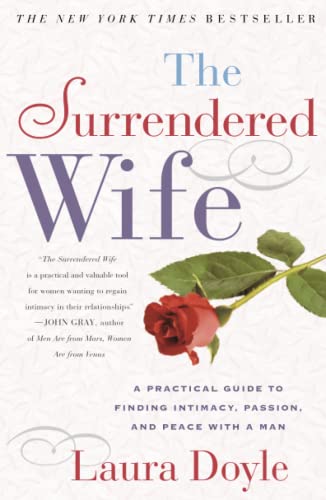 THE NEW YORK TIMES BESTSELLER
The
Surrendered
Wife
"The Surrendered Wife
is a practical and valuable tool
for women wanting to regain
intimacy in their relationships."
—JOHN GRAY, author
of Men Are from Mars, Women
Are from Venus
A PRACTICAL GUIDE TO
FINDING INTIMACY, PASSION,
AND PEACE WITH A MAN
Laura Doyle